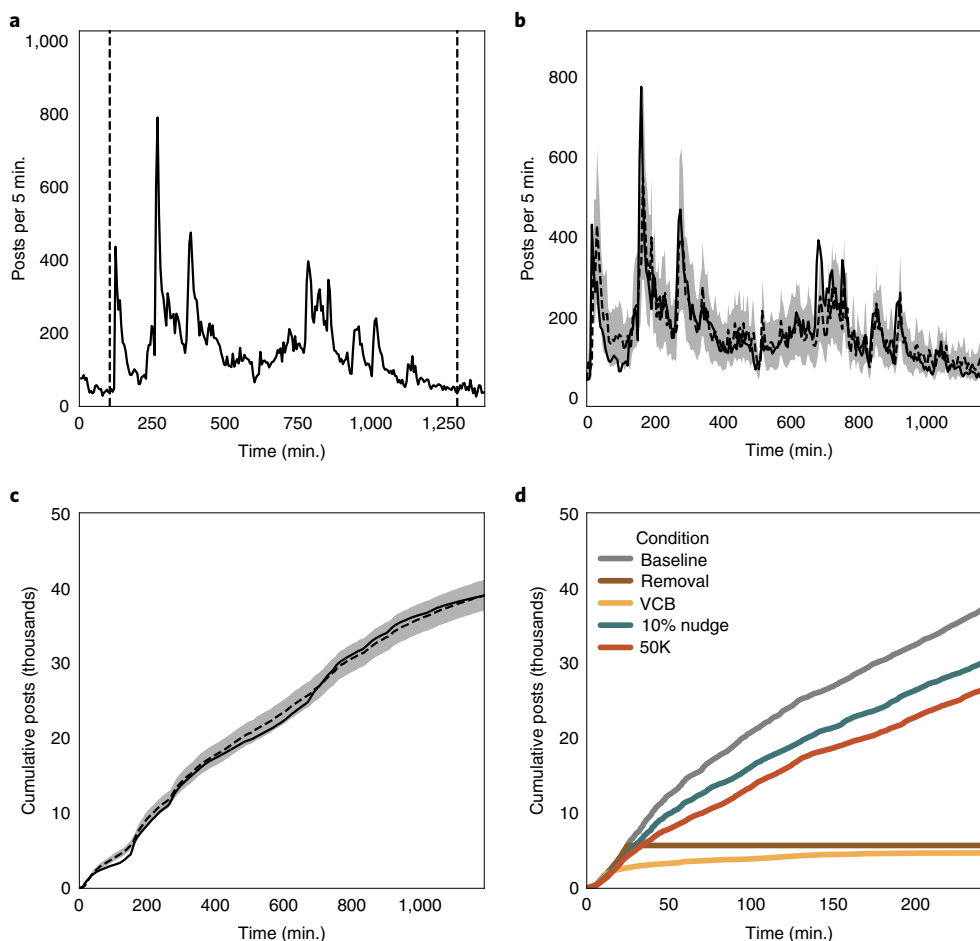 a
1,000
800
600
400
200
0
Posts per 5 min.
0 250 500 750 1,000 1,250
Time (min.)
b
800
600
400
200
0
Posts per 5 min.
0 200 400 600 800 1,000
Time (min.)
c
50
40
30
20
10
0
Cumulative posts (thousands)
0 200 400 600 800 1,000
Time (min.)
d
50
40
30
20
10
0
Cumulative posts (thousands)
Condition
Baseline
Removal
VCB
10% nudge
50K
0 50 100 150 200
Time (min.)